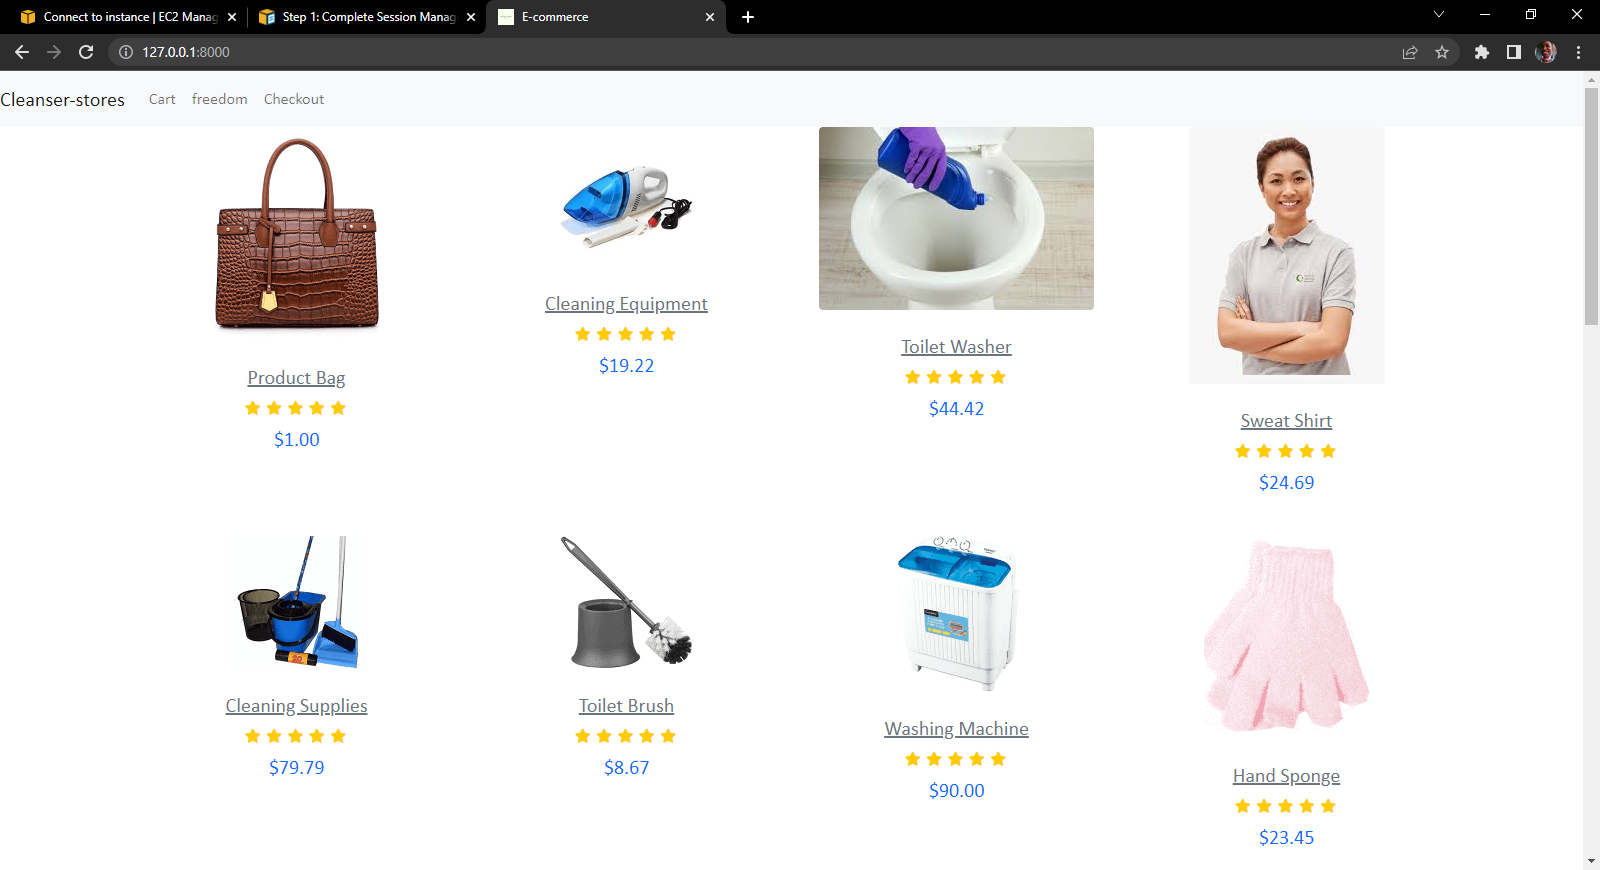 Connect to instance | EC2 Manag
Step 1: Complete Session Manag
E-commerce
127.0.0.1:8000
Cleanser-stores
Cart
freedom
Checkout
Product Bag
$1.00
Cleaning Equipment
$19.22
Toilet Washer
$44.42
Sweat Shirt
$24.69
Cleaning Supplies
$79.79
Toilet Brush
$8.67
Washing Machine
$90.00
Hand Sponge
$23.45